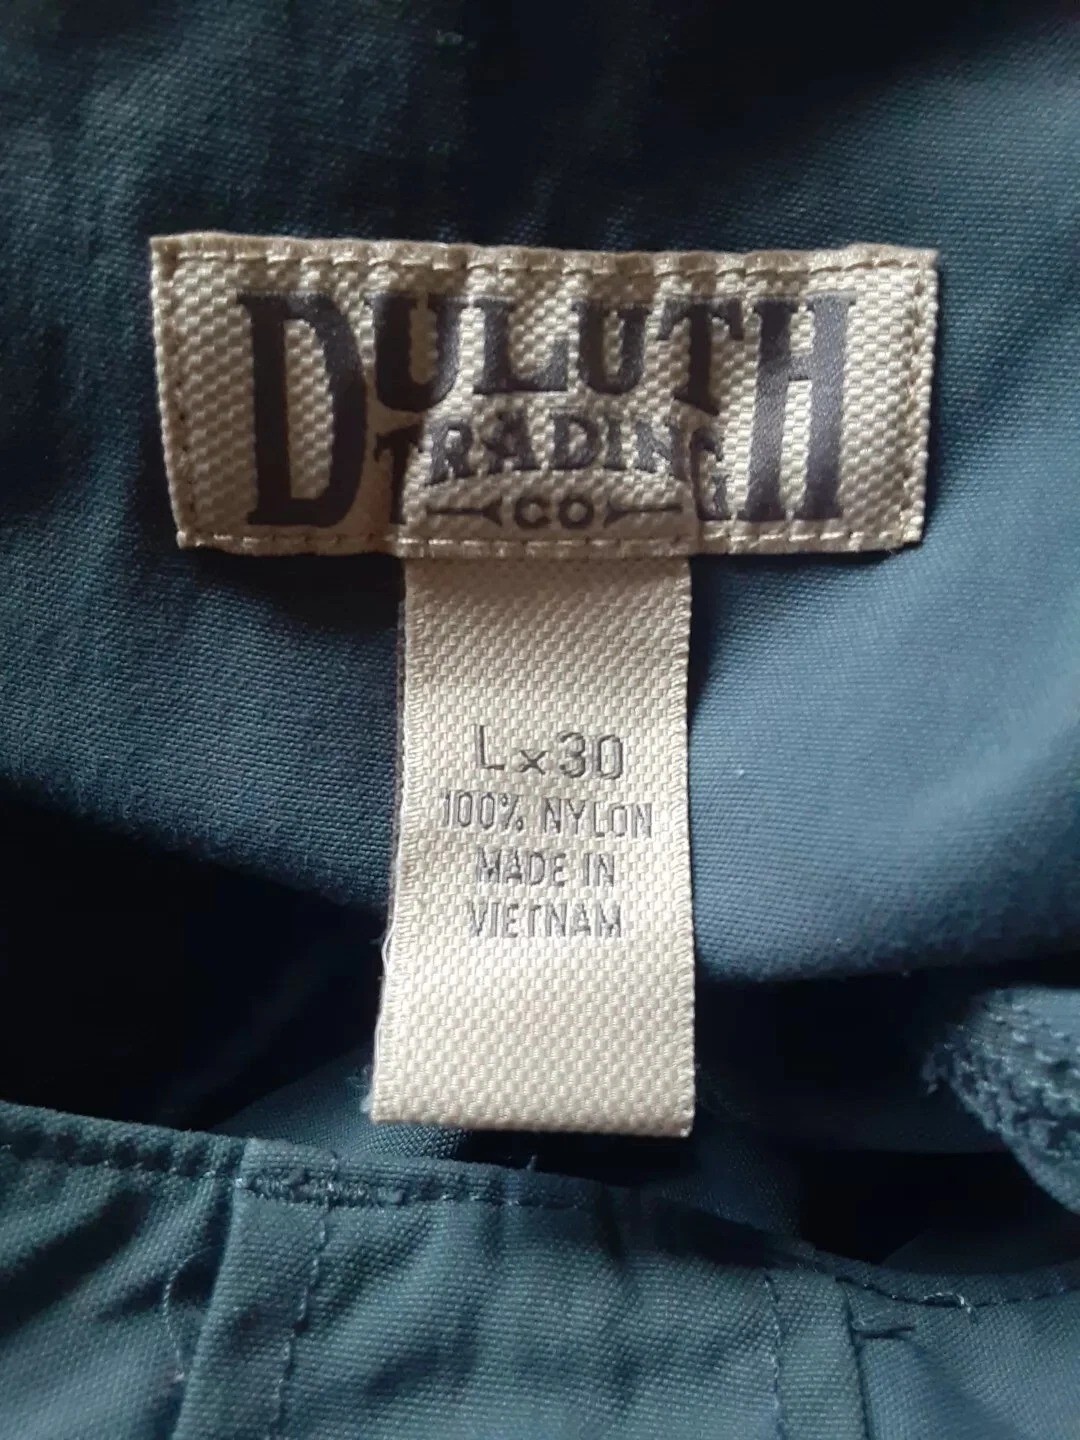 DULUTH
TRADING
CO
L x 30
100% NYLON
MADE IN
VIETNAM